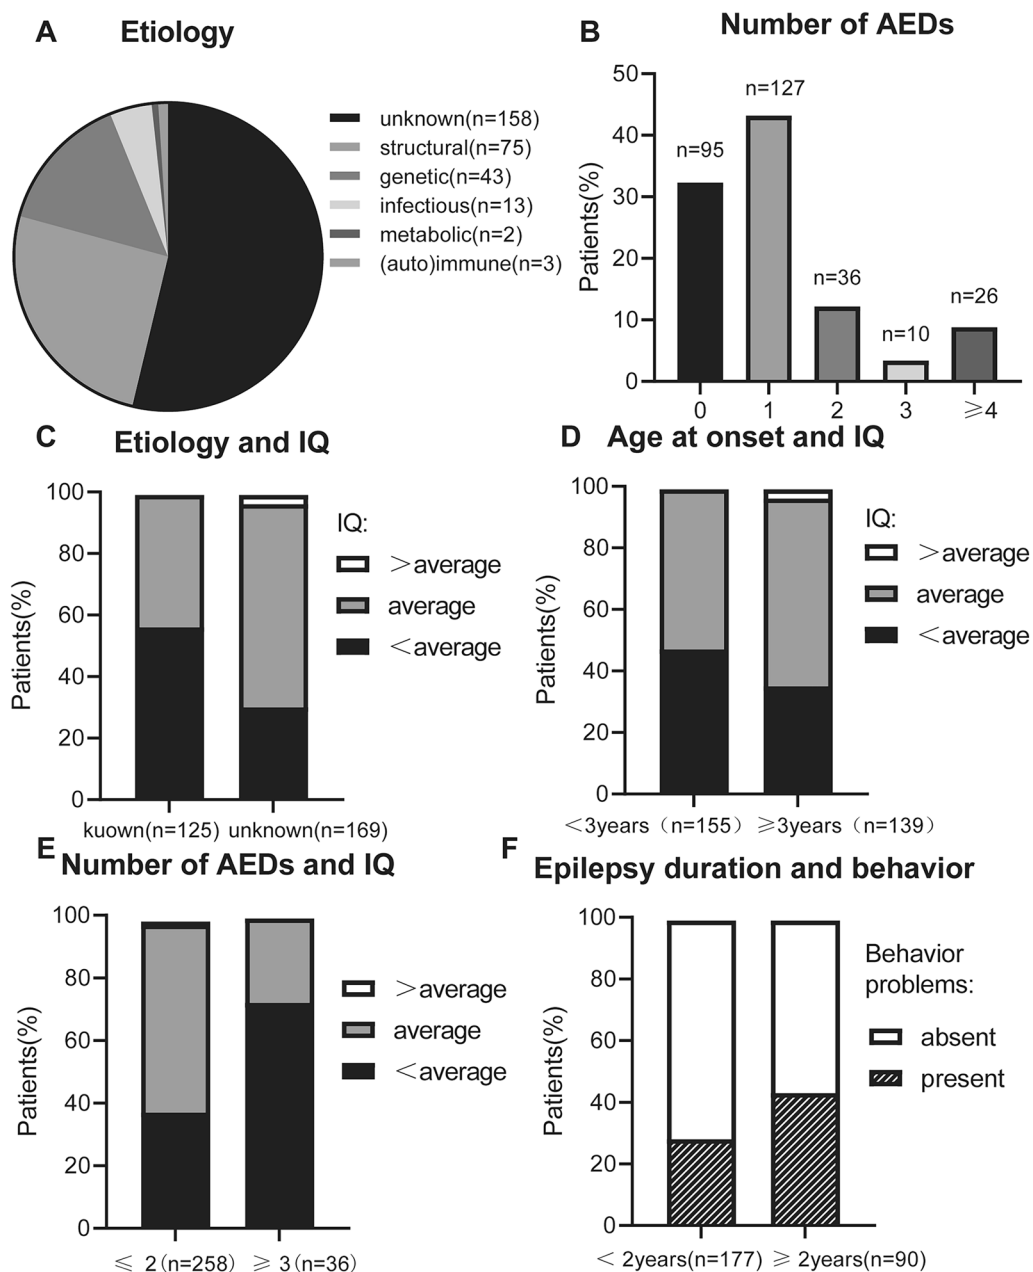 A Etiology
unknown(n=158)
structural(n=75)
genetic(n=43)
infectious(n=13)
metabolic(n=2)
(auto)immune(n=3)
B Number of AEDs
Patients(%)
50
40
30
20
10
0
n=95
n=127
n=36
n=10
n=26
0 1 2 3 ⩾4
C Etiology and IQ
Patients(%)
100
80
60
40
20
0
kuown(n=125) unknown(n=169)
IQ:
＞average
average
＜average
D Age at onset and IQ
Patients(%)
100
80
60
40
20
0
＜3years（n=155） ⩾3years（n=139）
IQ:
＞average
average
＜average
E Number of AEDs and IQ
Patients(%)
100
80
60
40
20
0
⩽ 2（n=258） ⩾ 3（n=36）
＞average
average
＜average
F Epilepsy duration and behavior
Patients(%)
100
80
60
40
20
0
< 2years(n=177) ⩾ 2years(n=90)
Behavior
problems:
absent
present